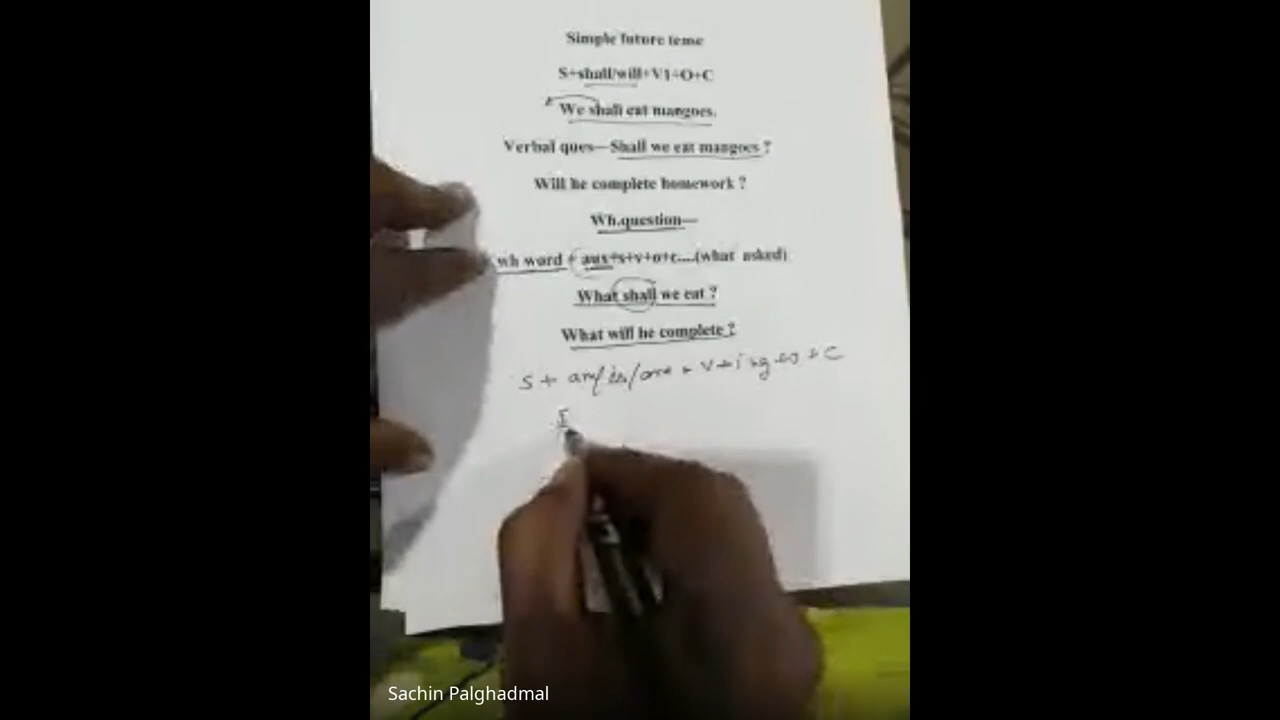 Simple future tense
S+shall/will+V1+O+C
We shall eat mangoes.
Verbal ques—Shall we eat mangoes ?
Will he complete homework ?
Wh.question—
wh word + aux+s+v+o+c....(what asked)
What shall we eat ?
What will he complete ?
S + am/is/are + V+ing +o + C
Sachin Palghadmal